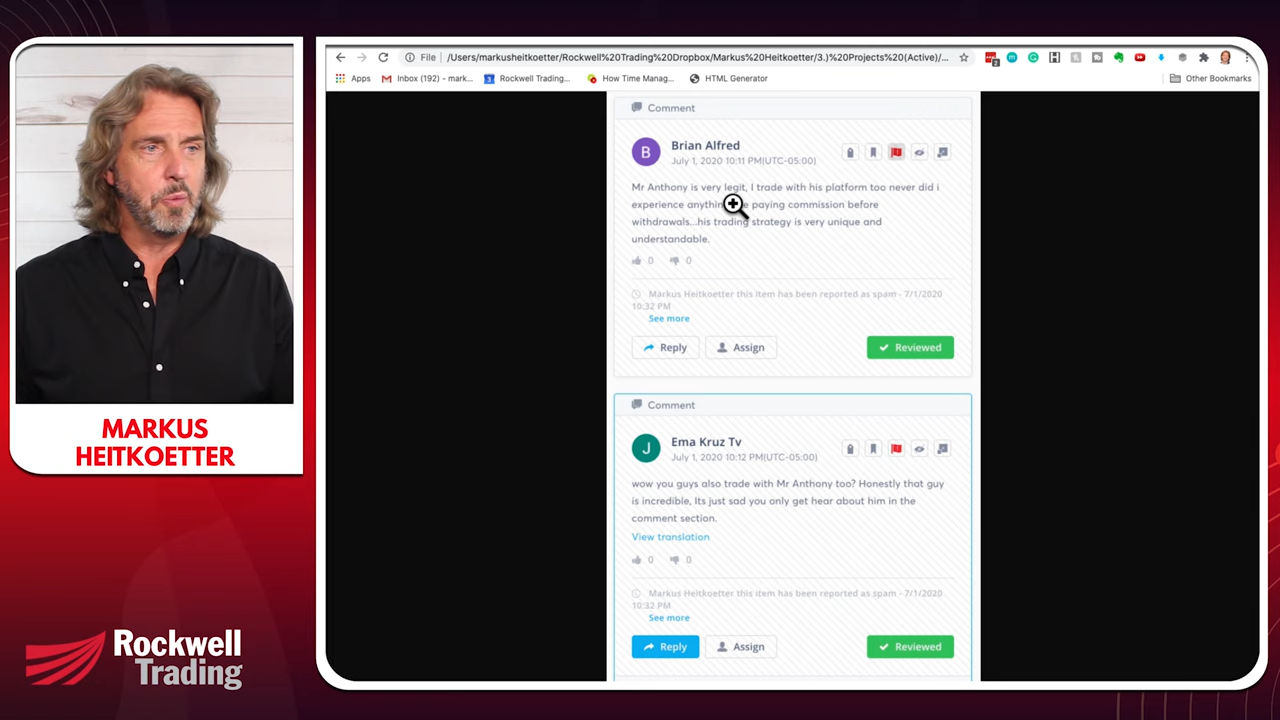 File
/Users/markusheitkoetter/Rockwell%20Trading%20Dropbox/Markus%20Heitkoetter/3.)%20Projects%20(Active)/...
2
Apps
Inbox (192) - mark...
3
Rockwell Trading...
How Time Manag...
HTML Generator
Other Bookmarks
Comment
B
Brian Alfred
July 1, 2020 10:11 PM(UTC-05:00)
Mr Anthony is very legit, I trade with his platform too never did i
experience paying commission before
withdrawals...his trading strategy is very unique and
understandable.
0 0
Markus Heitkoetter this item has been reported as spam - 7/1/2020
10:32 PM
See more
Reply Assign Reviewed
Comment
J
Ema Kruz Tv
July 1, 2020 10:12 PM(UTC-05:00)
wow you guys also trade with Mr Anthony too? Honestly that guy
is incredible, Its just sad you only get hear about him in the
comment section.
View translation
0 0
Markus Heitkoetter this item has been reported as spam - 7/1/2020
10:32 PM
See more
Reply Assign Reviewed
MARKUS
HEITKOETTER
Rockwell
Trading